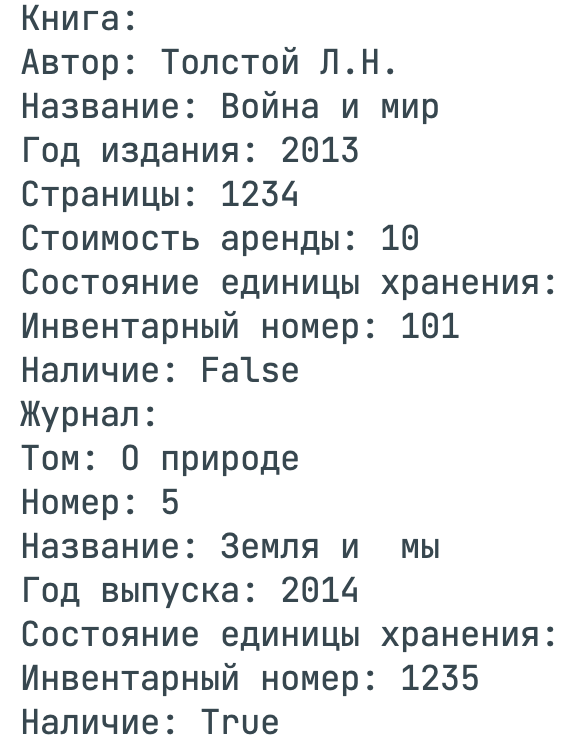 Книга:
Автор: Толстой Л.Н.
Название: Война и мир
Год издания: 2013
Страницы: 1234
Стоимость аренды: 10
Состояние единицы хранения:
Инвентарный номер: 101
Наличие: False
Журнал:
Том: О природе
Номер: 5
Название: Земля и  мы
Год выпуска: 2014
Состояние единицы хранения:
Инвентарный номер: 1235
Наличие: True